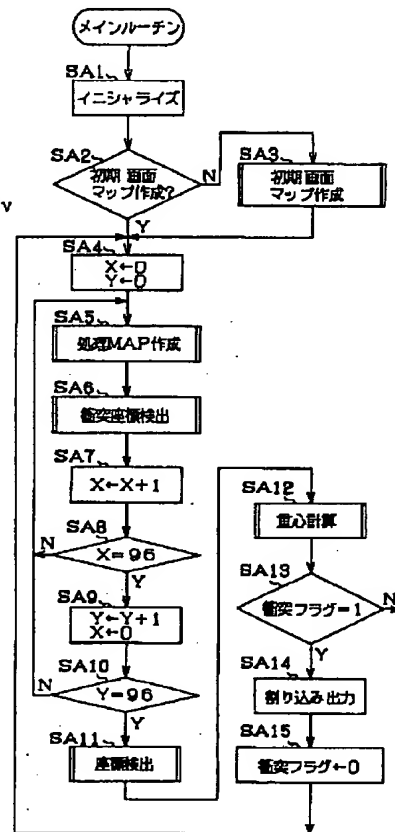 メインルーチン
SA1
イニシャライズ
SA2
初期画面
マップ作成?
N
SA3
初期画面
マップ作成
v
Y
SA4
X←0
Y←0
SA5
処理MAP作成
SA6
衝突座標検出
SA7
X←X+1
SA8
N
X=96
Y
SA9
Y←Y+1
X←0
SA10
N
Y=96
Y
SA11
座標検出
SA12
重心計算
SA13
衝突フラグ=1
N
Y
SA14
割り込み出力
SA15
衝突フラグ←0